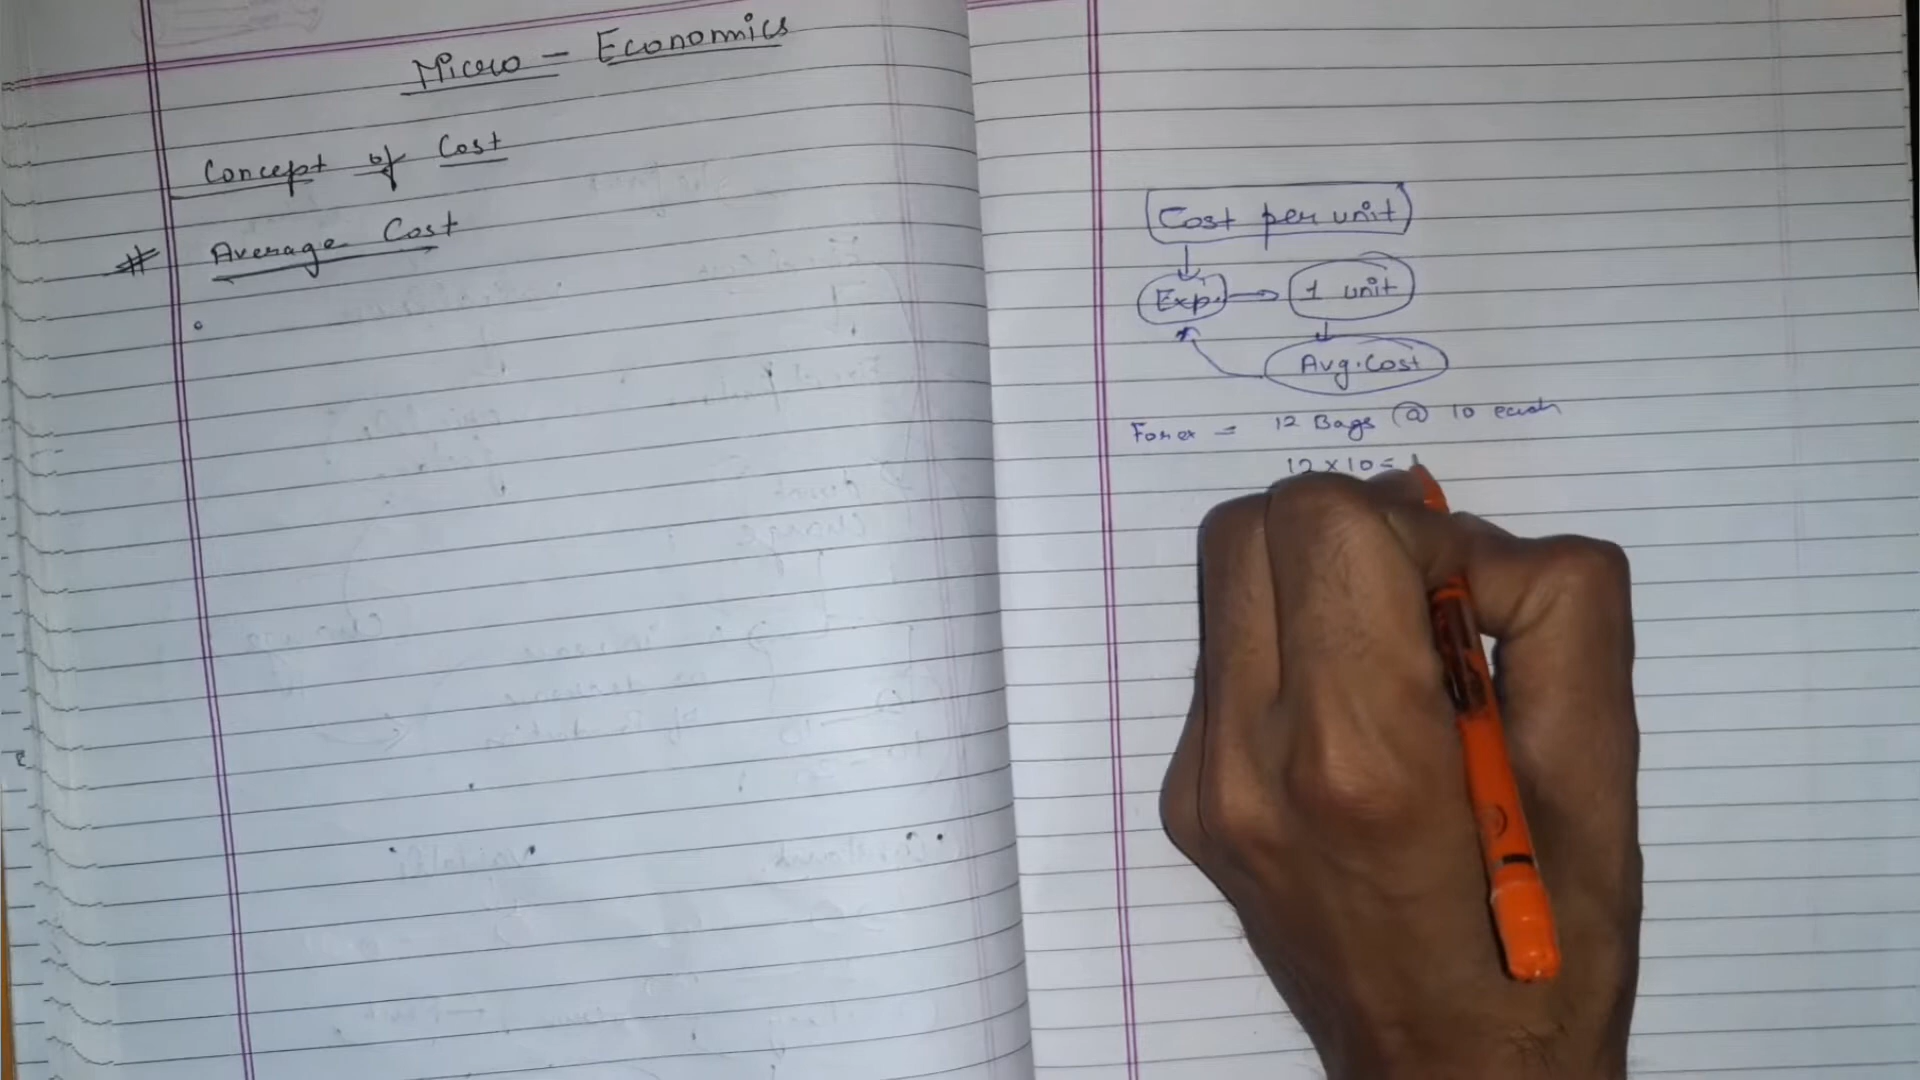 Micro - Economics
Concept of Cost
# Average Cost
Cost per unit
Exp. → 1 unit
Avg. Cost
For ex = 12 Bags @ 10 each
12 x 10 =